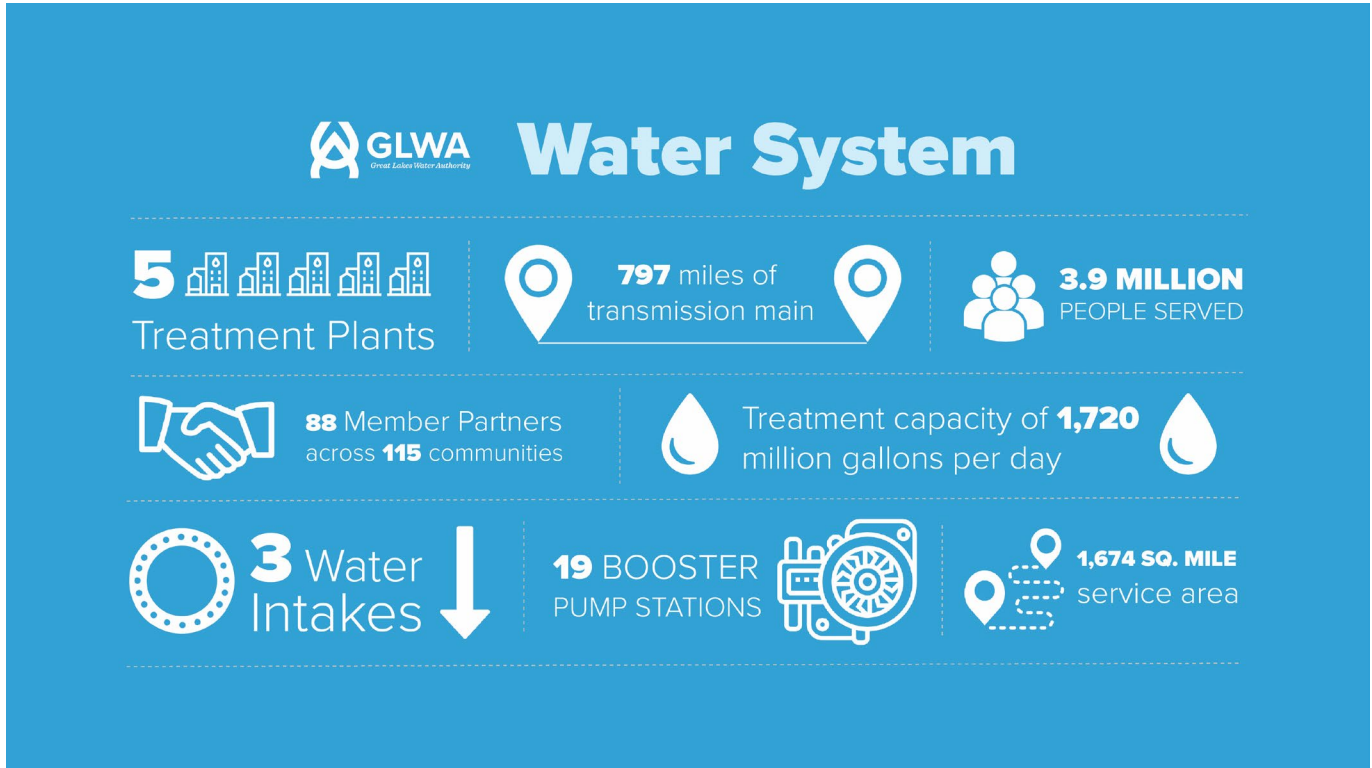 GLWA
Great Lakes Water Authority
Water System
5
Treatment Plants
797 miles of
transmission main
3.9 MILLION
PEOPLE SERVED
88 Member Partners
across 115 communities
Treatment capacity of 1,720
million gallons per day
3 Water
Intakes
19 BOOSTER
PUMP STATIONS
1,674 SQ. MILE
service area